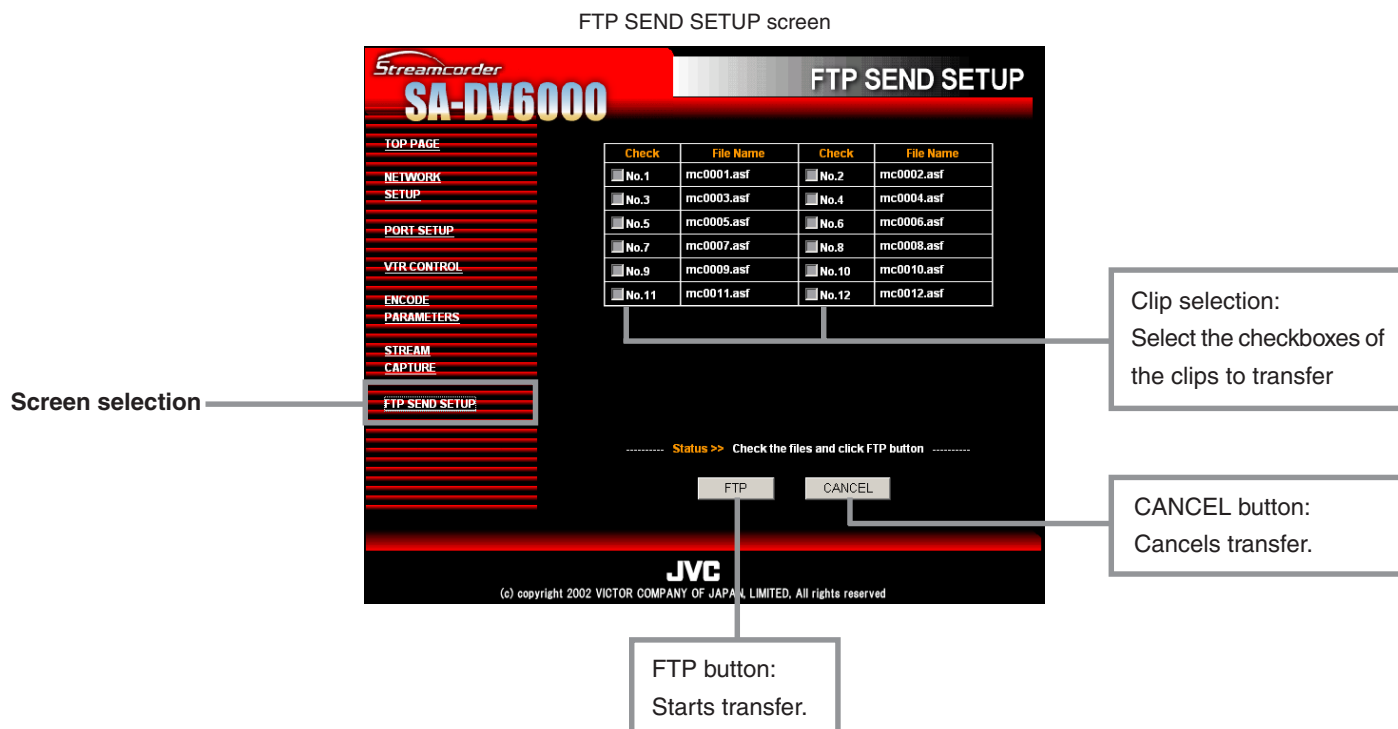 FTP SEND SETUP screen
Streamcorder
SA-DV6000
FTP SEND SETUP
TOP PAGE
NETWORK
SETUP
PORT SETUP
VTR CONTROL
ENCODE
PARAMETERS
STREAM
CAPTURE
FTP SEND SETUP
Screen selection
Check File Name Check File Name
No.1 mc0001.asf No.2 mc0002.asf
No.3 mc0003.asf No.4 mc0004.asf
No.5 mc0005.asf No.6 mc0006.asf
No.7 mc0007.asf No.8 mc0008.asf
No.9 mc0009.asf No.10 mc0010.asf
No.11 mc0011.asf No.12 mc0012.asf
Clip selection:
Select the checkboxes of
the clips to transfer
---------- Status >> Check the files and click FTP button ----------
FTP CANCEL
CANCEL button:
Cancels transfer.
JVC
(c) copyright 2002 VICTOR COMPANY OF JAPAN, LIMITED, All rights reserved
FTP button:
Starts transfer.